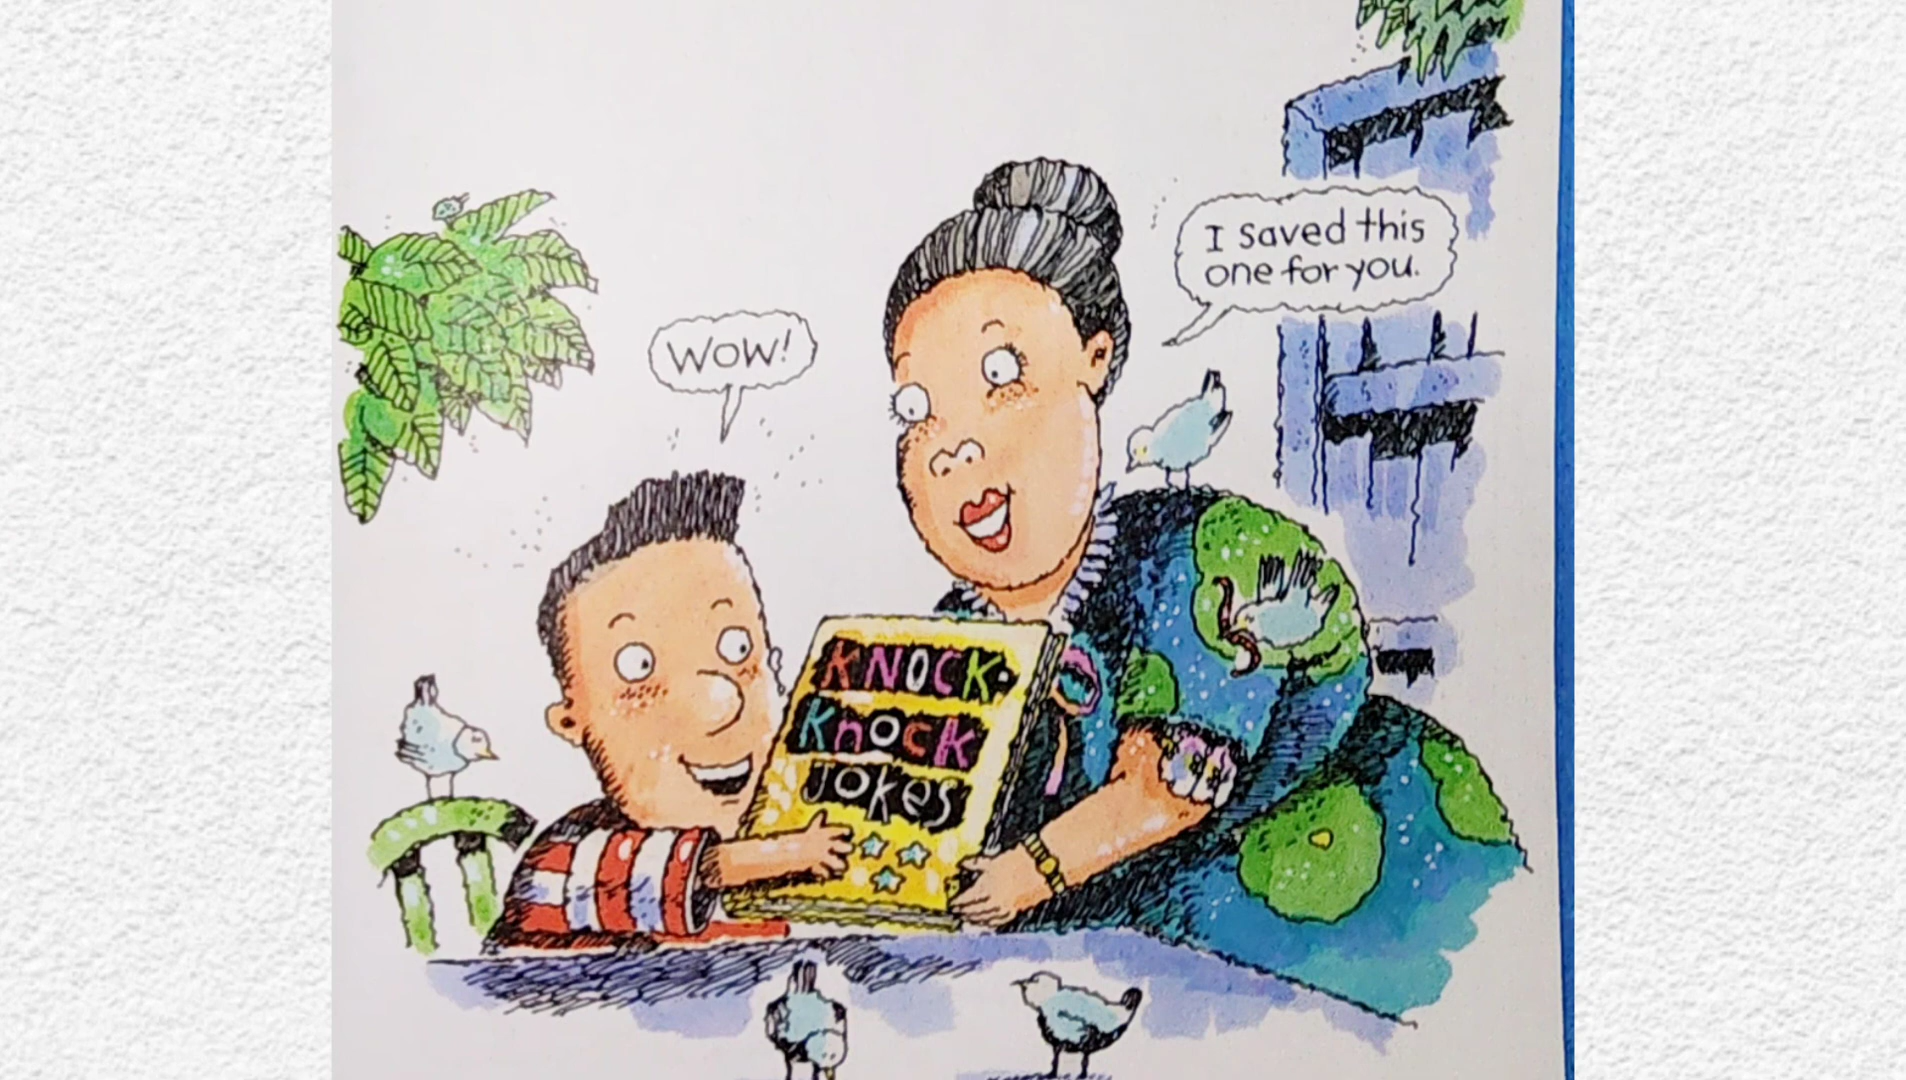 WOW!
I saved this
one for you.
KNOCK-
Knock
Jokes